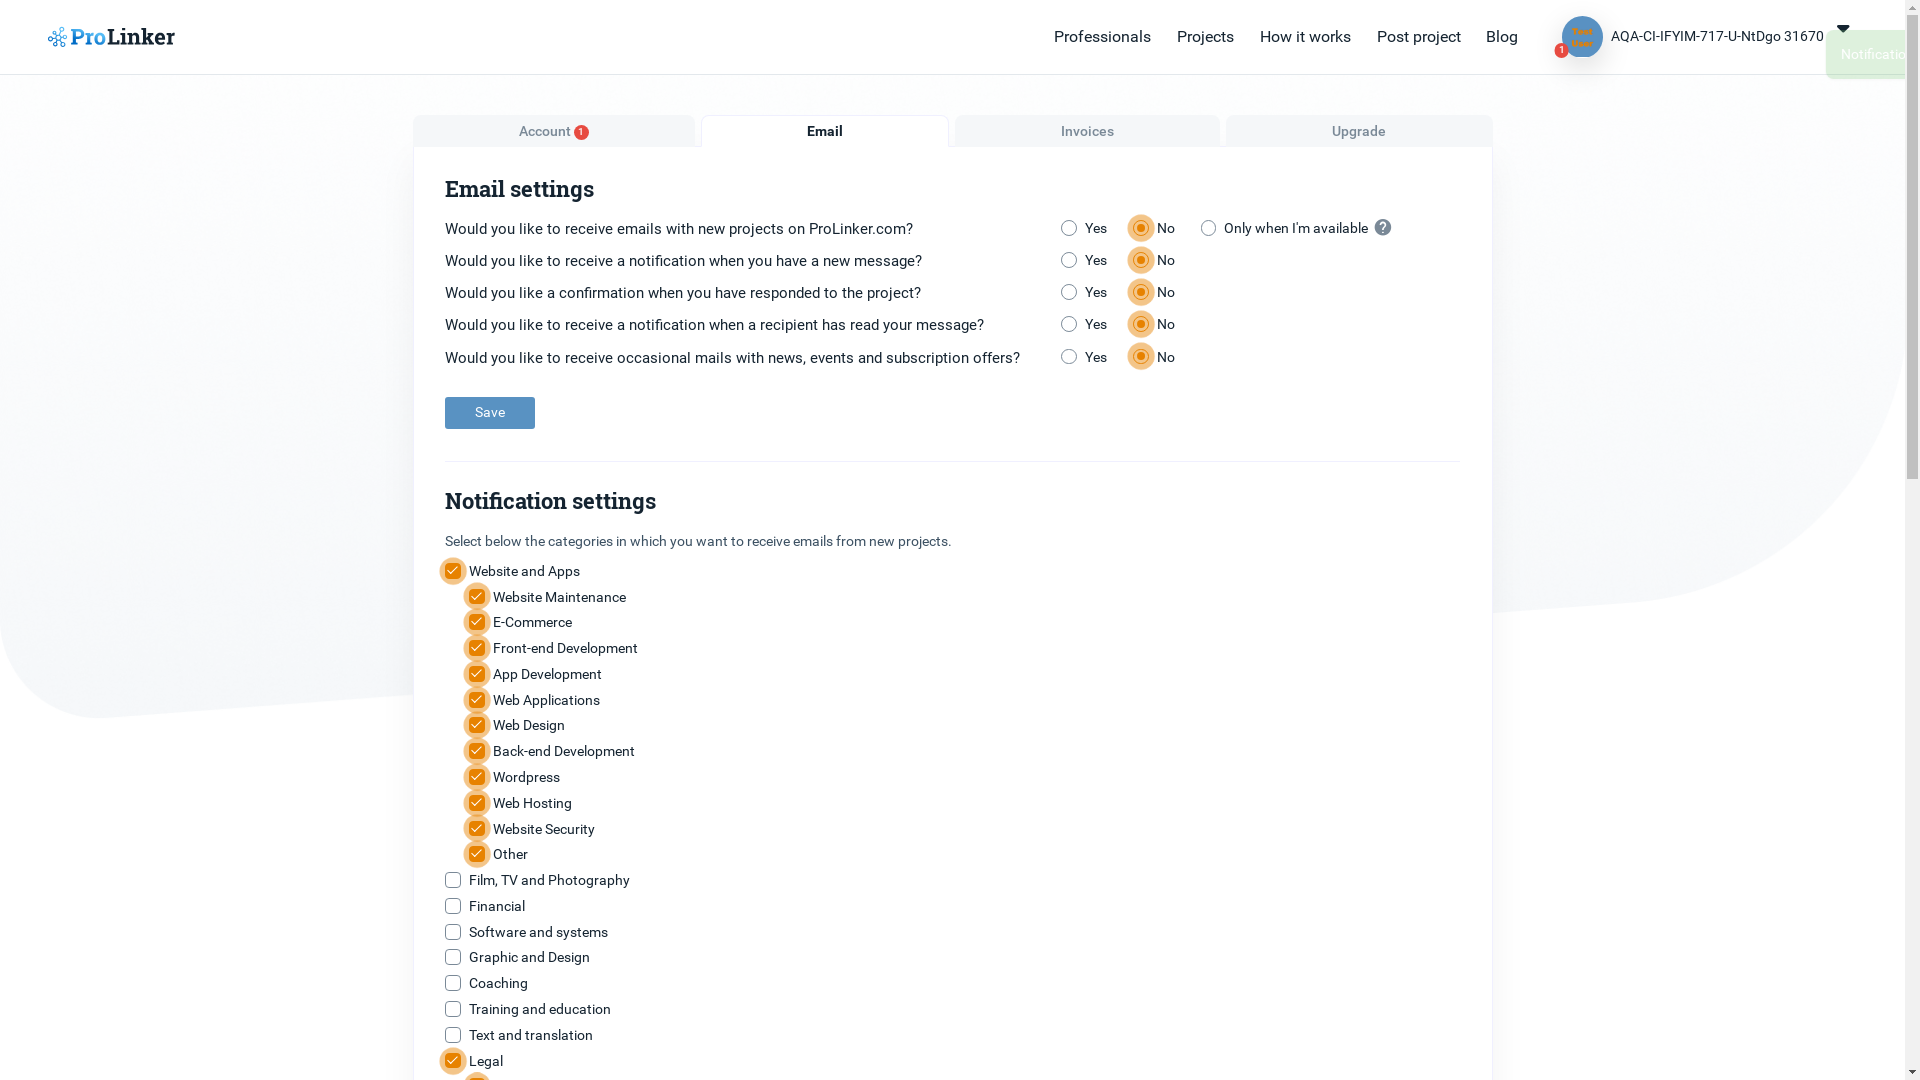 ProLinker
Professionals
Projects
How it works
Post project
Blog
Test
User
1
AQA-CI-IFYIM-717-U-NtDgo 31670
Account 1
Email
Invoices
Upgrade
Email settings
Would you like to receive emails with new projects on ProLinker.com? Yes No Only when I'm available ?
Would you like to receive a notification when you have a new message? Yes No
Would you like a confirmation when you have responded to the project? Yes No
Would you like to receive a notification when a recipient has read your message? Yes No
Would you like to receive occasional mails with news, events and subscription offers? Yes No
Save
Notification settings
Select below the categories in which you want to receive emails from new projects.
Website and Apps
Website Maintenance
E-Commerce
Front-end Development
App Development
Web Applications
Web Design
Back-end Development
Wordpress
Web Hosting
Website Security
Other
Film, TV and Photography
Financial
Software and systems
Graphic and Design
Coaching
Training and education
Text and translation
Legal